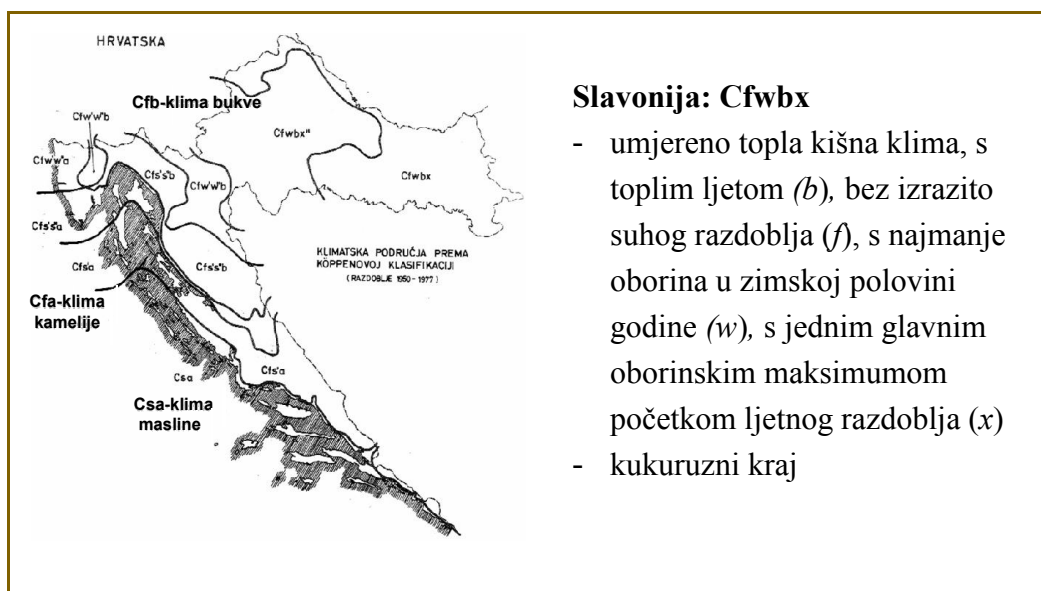 HRVATSKA
Cfb-klima bukve
Cfw'w"b
Cfwbx"
Cfw'w"a
Cfs's"b
Cfw'w"b
Cfwbx
Cfs's"a
Cfs'a
Cfs's"b
KLIMATSKA PODRUČJA PREMA
KÖPPENOVOJ KLASIFIKACIJI
(RAZDOBLJE 1950-1977)
Cfa-klima
kamelije
Csa
Cfs'a
Csa-klima
masline
Slavonija: Cfwbx
- umjereno topla kišna klima, s
toplim ljetom (b), bez izrazito
suhog razdoblja (f), s najmanje
oborina u zimskoj polovini
godine (w), s jednim glavnim
oborinskim maksimumom
početkom ljetnog razdoblja (x)
- kukuruzni kraj